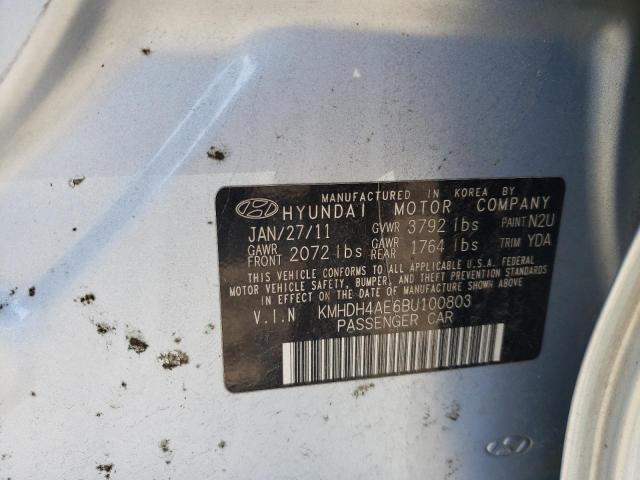 MANUFACTURED IN KOREA BY
HYUNDAI MOTOR COMPANY
JAN/27/11 GVWR 3792 lbs PAINT N2U
GAWR FRONT 2072 lbs GAWR REAR 1764 lbs TRIM YDA
THIS VEHICLE CONFORMS TO ALL APPLICABLE U.S.A. FEDERAL
MOTOR VEHICLE SAFETY, BUMPER, AND THEFT PREVENTION STANDARDS
IN EFFECT ON THE DATE OF MANUFACTURE SHOWN ABOVE.
V.I.N KMHDH4AE6BU100803
PASSENGER CAR